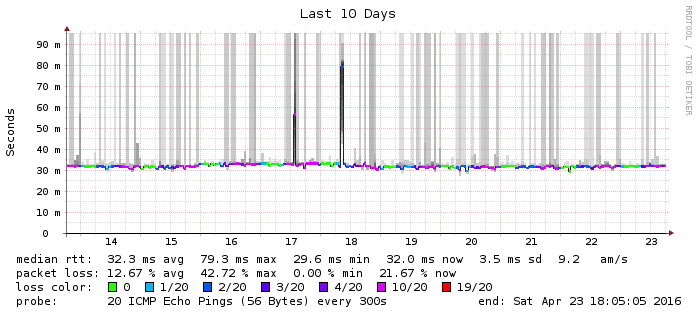 Last 10 Days
RRDTOOL / TOBI OETIKER
Seconds
90 m
80 m
70 m
60 m
50 m
40 m
30 m
20 m
10 m
0
14 15 16 17 18 19 20 21 22 23
median rtt: 32.3 ms avg 79.3 ms max 29.6 ms min 32.0 ms now 3.5 ms sd 9.2 am/s
packet loss: 12.67 % avg 42.72 % max 0.00 % min 21.67 % now
loss color: 0 1/20 2/20 3/20 4/20 10/20 19/20
probe: 20 ICMP Echo Pings (56 Bytes) every 300s end: Sat Apr 23 18:05:05 2016